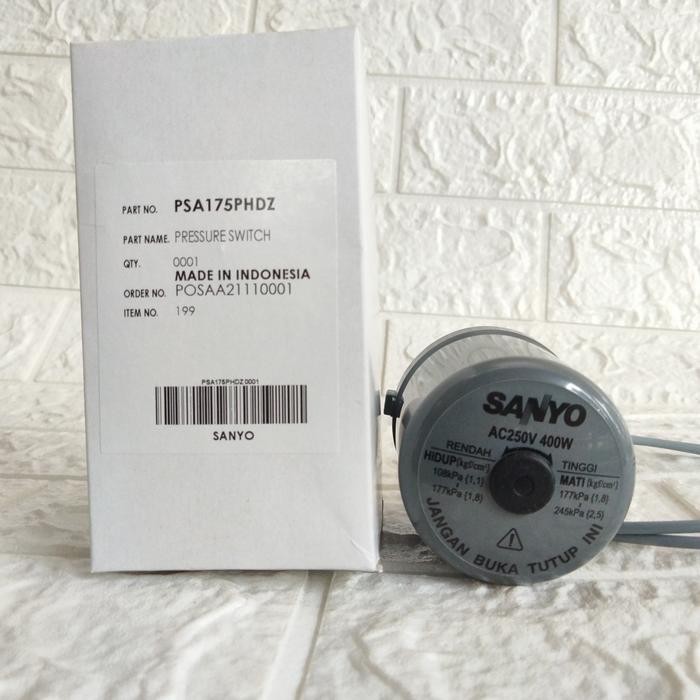 PART NO. PSA175PHDZ
PART NAME. PRESSURE SWITCH
QTY. 0001
MADE IN INDONESIA
ORDER NO. POSAA21110001
ITEM NO. 199
PSA175PHDZ0001
SANYO
SANYO
AC250V 400W
RENDAH
HIDUP[kgf/cm²]
108kPa {1,1}
177kPa {1,8}
TINGGI
MATI [kgf/cm²]
177kPa {1,8}
245kPa {2,5}
JANGAN BUKA TUTUP INI